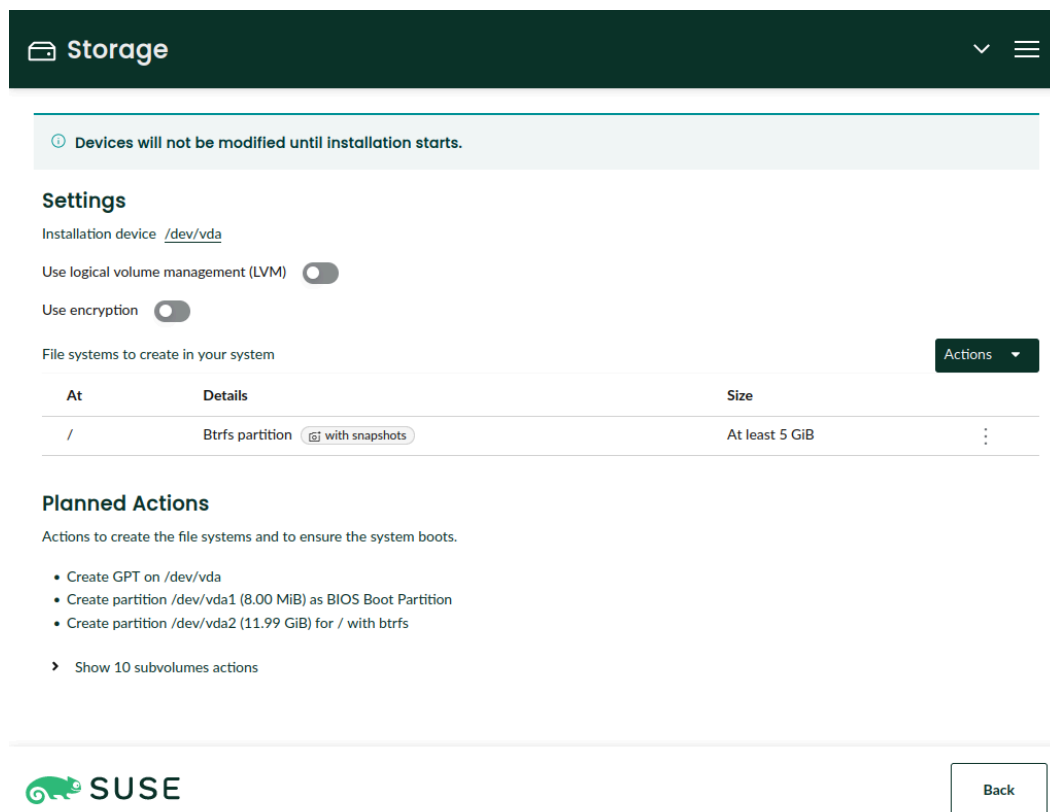 Storage
Devices will not be modified until installation starts.
Settings
Installation device /dev/vda
Use logical volume management (LVM)
Use encryption
File systems to create in your system
Actions
At Details Size
/ Btrfs partition with snapshots At least 5 GiB
Planned Actions
Actions to create the file systems and to ensure the system boots.
• Create GPT on /dev/vda
• Create partition /dev/vda1 (8.00 MiB) as BIOS Boot Partition
• Create partition /dev/vda2 (11.99 GiB) for / with btrfs
Show 10 subvolumes actions
SUSE
Back